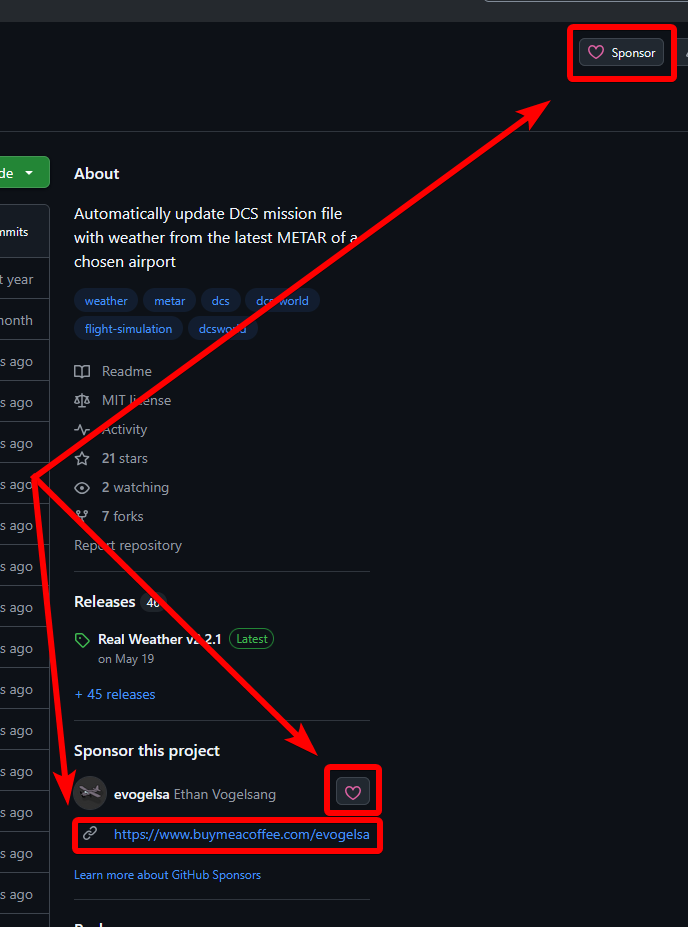 Sponsor
de
About
mmits
Automatically update DCS mission file
with weather from the latest METAR of a
chosen airport
t year
weather metar dcs dcs-world
month
flight-simulation dcsworld
s ago
Readme
s ago
MIT license
Activity
s ago
21 stars
s ago
2 watching
7 forks
s ago
Report repository
s ago
Releases 46
s ago
Real Weather v2.2.1 Latest
s ago
on May 19
s ago
+ 45 releases
s ago
Sponsor this project
s ago
evogelsa Ethan Vogelsang
s ago
https://www.buymeacoffee.com/evogelsa
s ago
Learn more about GitHub Sponsors
s ago